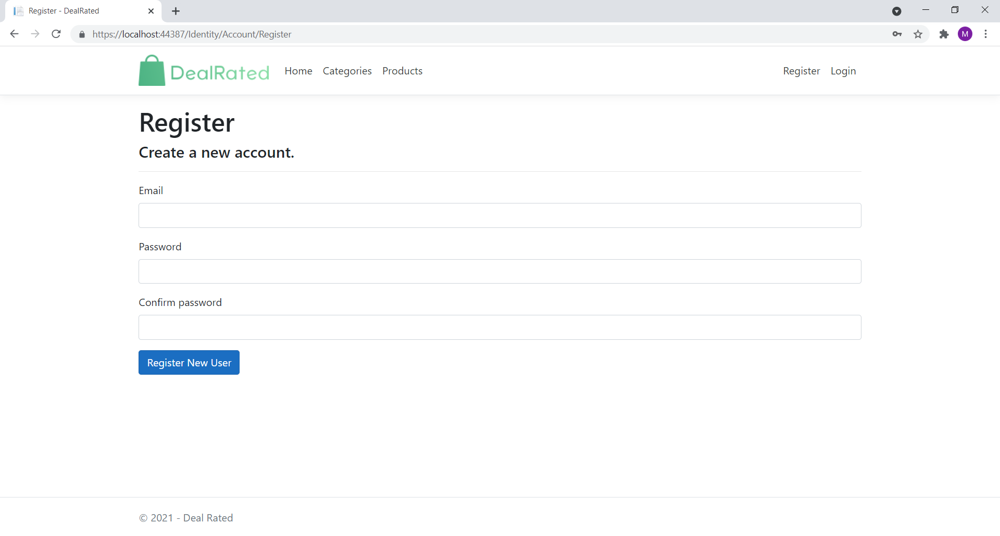 Register - DealRated
https://localhost:44387/Identity/Account/Register
M
DealRated Home Categories Products Register Login
Register
Create a new account.
Email
Password
Confirm password
Register New User
© 2021 - Deal Rated